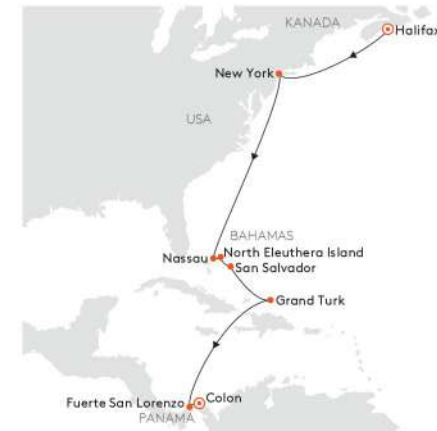 KANADA
Halifax
New York
USA
BAHAMAS
North Eleuthera Island
Nassau
San Salvador
Grand Turk
Colon
Fuerte San Lorenzo
PANAMA